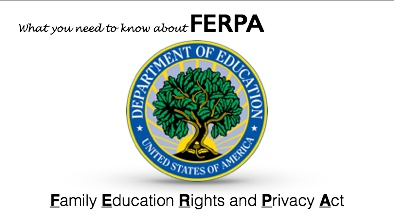 What you need to know about FERPA
DEPARTMENT OF EDUCATION
UNITED STATES OF AMERICA
Family Education Rights and Privacy Act